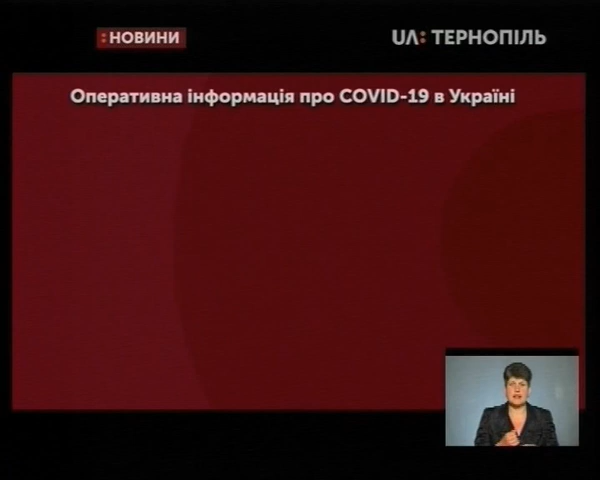 :НОВИНИ
UA: ТЕРНОПІЛЬ
Оперативна інформація про COVID-19 в Україні